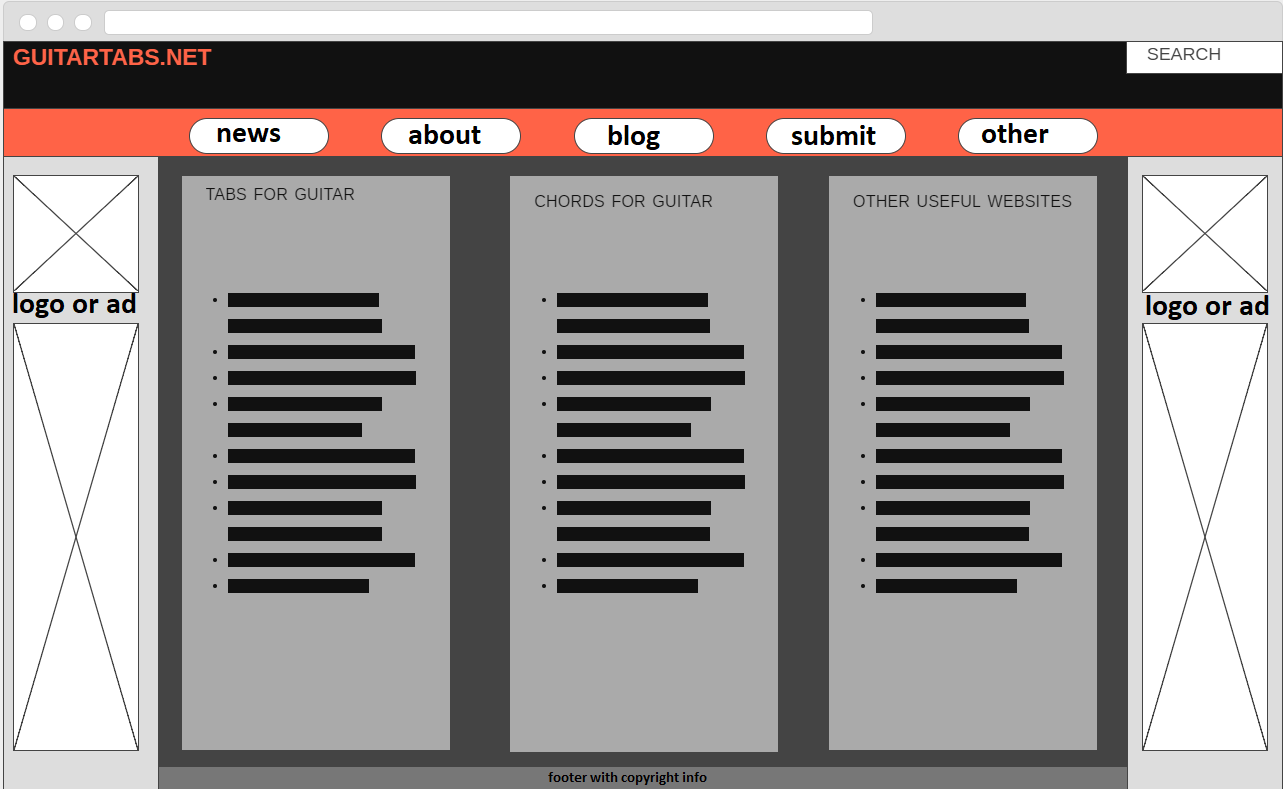 GUITARTABS.NET
SEARCH
news
about
blog
submit
other
TABS FOR GUITAR
CHORDS FOR GUITAR
OTHER USEFUL WEBSITES
logo or ad
logo or ad
footer with copyright info